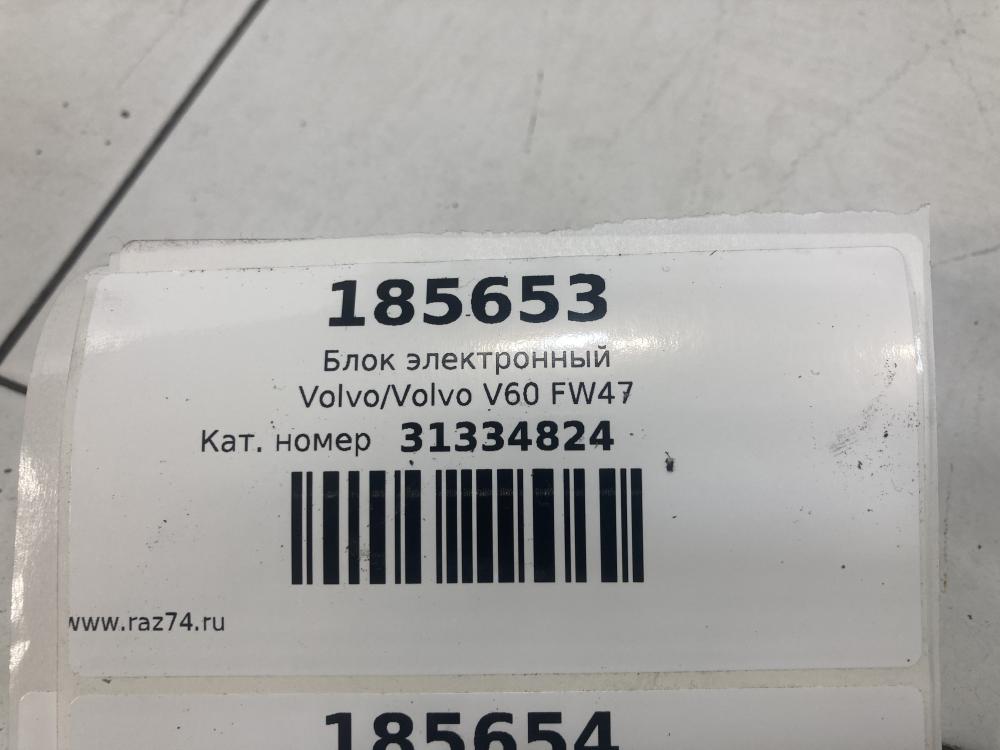 185653
Блок электронный
Volvo/Volvo V60 FW47
Кат. номер 31334824
www.raz74.ru
185654